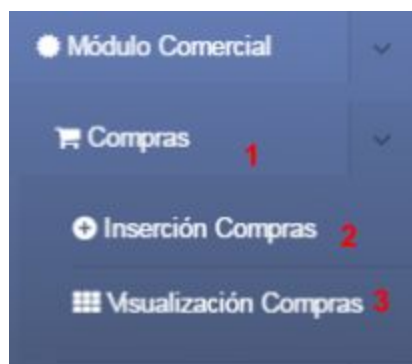 Módulo Comercial
Compras 1
Inserción Compras 2
Visualización Compras 3